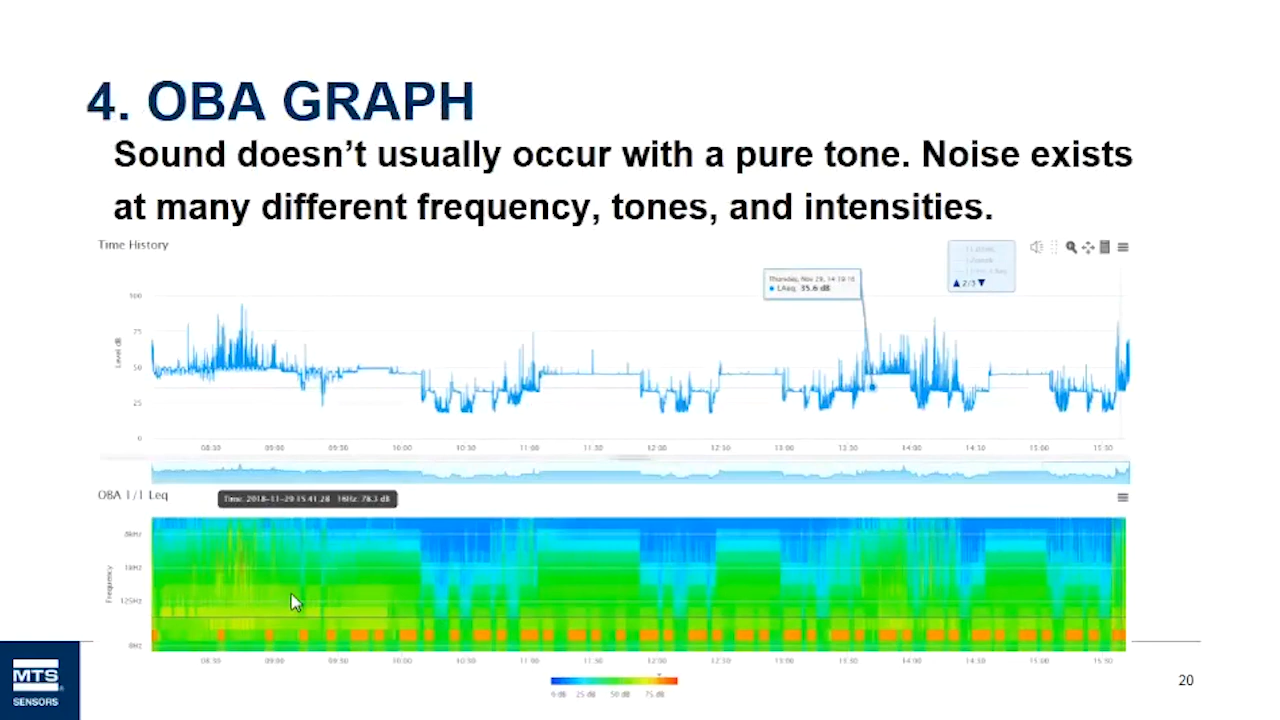 4. OBA GRAPH
Sound doesn't usually occur with a pure tone. Noise exists
at many different frequency, tones, and intensities.
Time History
Thursday, Nov 29, 14:19:10
LAeq: 35.6 dB
▲ 2/3 ▼
Level dB
100
75
50
25
0
08:30 09:00 09:30 10:00 10:30 11:00 11:30 12:00 12:30 13:00 13:30 14:00 14:30 15:00 15:30
OBA 1/1 Leq
Time: 2018-11-29 15:41:28 16Hz: 78.3 dB
Frequency
8kHz
1kHz
125Hz
8Hz
08:30 09:00 09:30 10:00 10:30 11:00 11:30 12:00 12:30 13:00 13:30 14:00 14:30 15:00 15:30
0 dB 25 dB 50 dB 75 dB
MTS
SENSORS
20